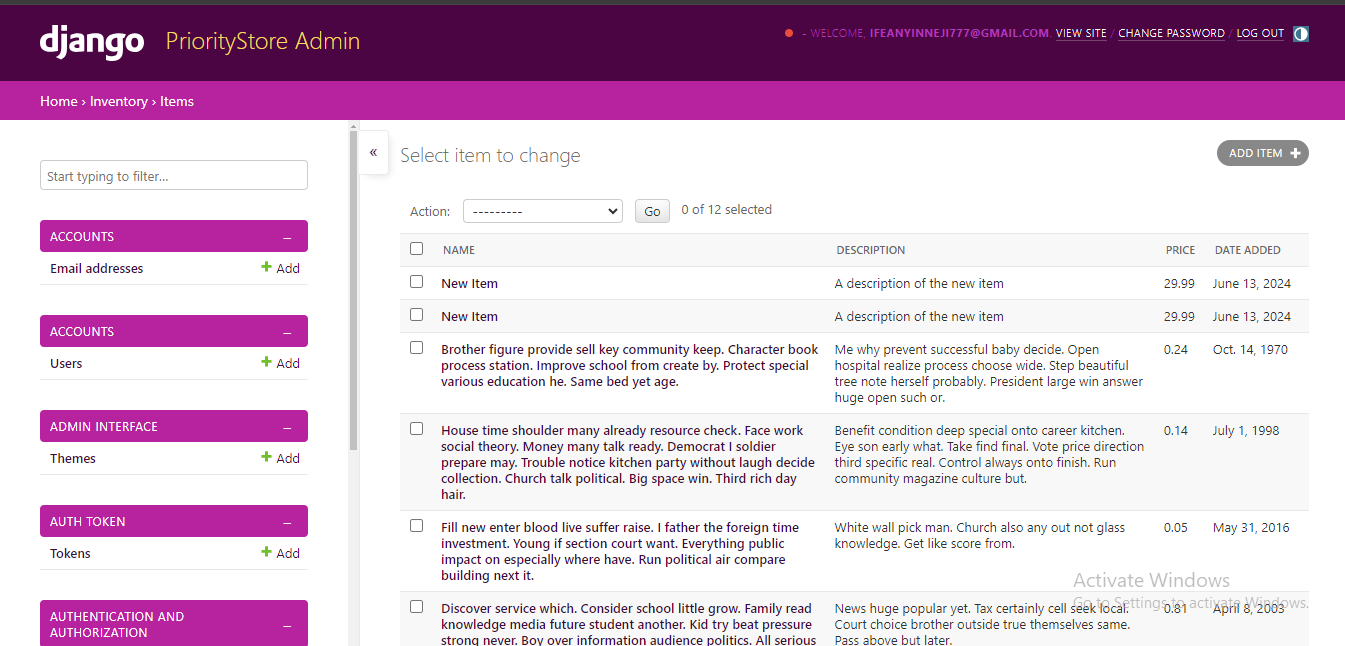 django PriorityStore Admin
- WELCOME, IFEANYINNEJI777@GMAIL.COM. VIEW SITE / CHANGE PASSWORD / LOG OUT
Home › Inventory › Items
Start typing to filter...
ACCOUNTS –
Email addresses + Add
ACCOUNTS –
Users + Add
ADMIN INTERFACE –
Themes + Add
AUTH TOKEN –
Tokens + Add
AUTHENTICATION AND
AUTHORIZATION –
«
Select item to change
ADD ITEM +
Action: --------- Go 0 of 12 selected
NAME DESCRIPTION PRICE DATE ADDED
New Item A description of the new item 29.99 June 13, 2024
New Item A description of the new item 29.99 June 13, 2024
Brother figure provide sell key community keep. Character book
process station. Improve school from create by. Protect special
various education he. Same bed yet age.
Me why prevent successful baby decide. Open
hospital realize process choose wide. Step beautiful
tree note herself probably. President large win answer
huge open such or.
0.24 Oct. 14, 1970
House time shoulder many already resource check. Face work
social theory. Money many talk ready. Democrat I soldier
prepare may. Trouble notice kitchen party without laugh decide
collection. Church talk political. Big space win. Third rich day
hair.
Benefit condition deep special onto career kitchen.
Eye son early what. Take find final. Vote price direction
third specific real. Control always onto finish. Run
community magazine culture but.
0.14 July 1, 1998
Fill new enter blood live suffer raise. I father the foreign time
investment. Young if section court want. Everything public
impact on especially where have. Run political air compare
building next it.
White wall pick man. Church also any out not glass
knowledge. Get like score from.
0.05 May 31, 2016
Discover service which. Consider school little grow. Family read
knowledge media future student another. Kid try beat pressure
strong never. Boy over information audience politics. All serious
News huge popular yet. Tax certainly cell seek local.
Court choice brother outside true themselves same.
Pass above but later.
0.81 April 8, 2003
Activate Windows
Go to Settings to activate Windows.